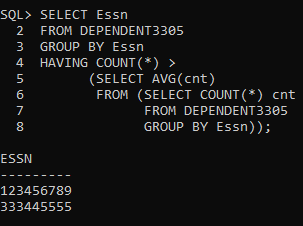 SQL> SELECT Essn
  2  FROM DEPENDENT3305
  3  GROUP BY Essn
  4  HAVING COUNT(*) >
  5         (SELECT AVG(cnt)
  6          FROM (SELECT COUNT(*) cnt
  7                FROM DEPENDENT3305
  8                GROUP BY Essn));
ESSN
---------
123456789
333445555